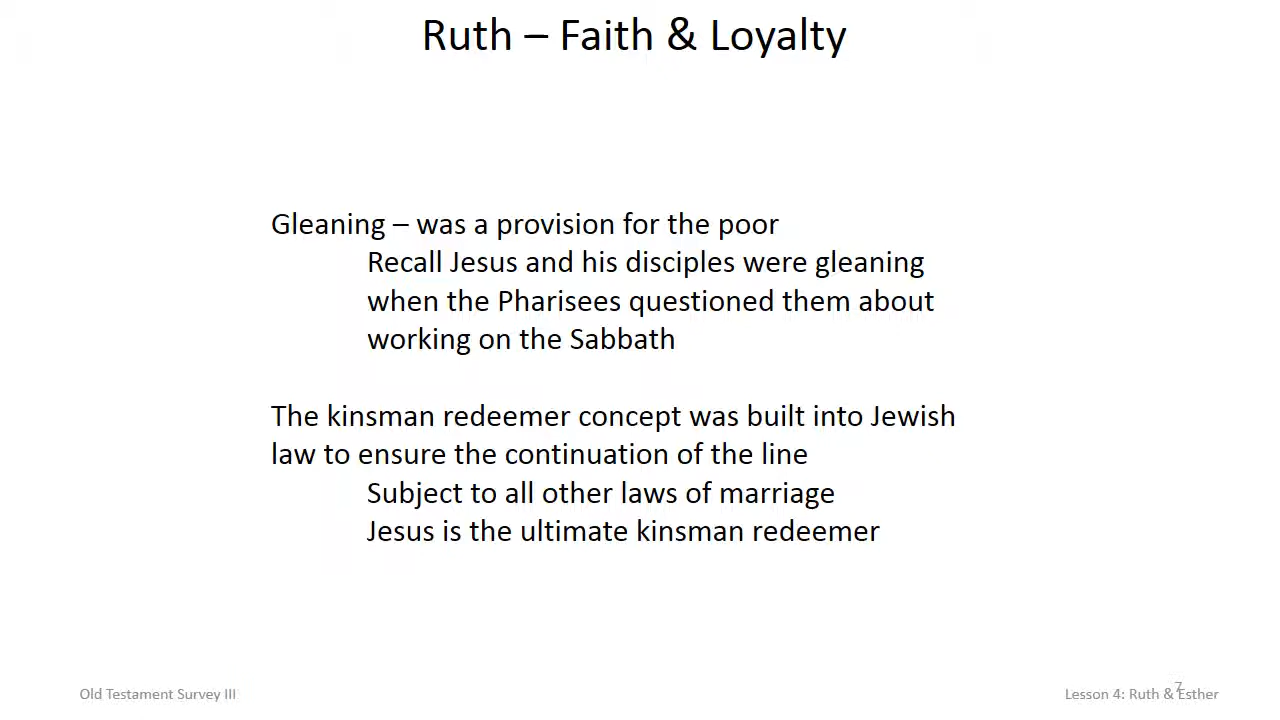 Ruth – Faith & Loyalty
Gleaning – was a provision for the poor
Recall Jesus and his disciples were gleaning
when the Pharisees questioned them about
working on the Sabbath
The kinsman redeemer concept was built into Jewish
law to ensure the continuation of the line
Subject to all other laws of marriage
Jesus is the ultimate kinsman redeemer
Old Testament Survey III
7
Lesson 4: Ruth & Esther